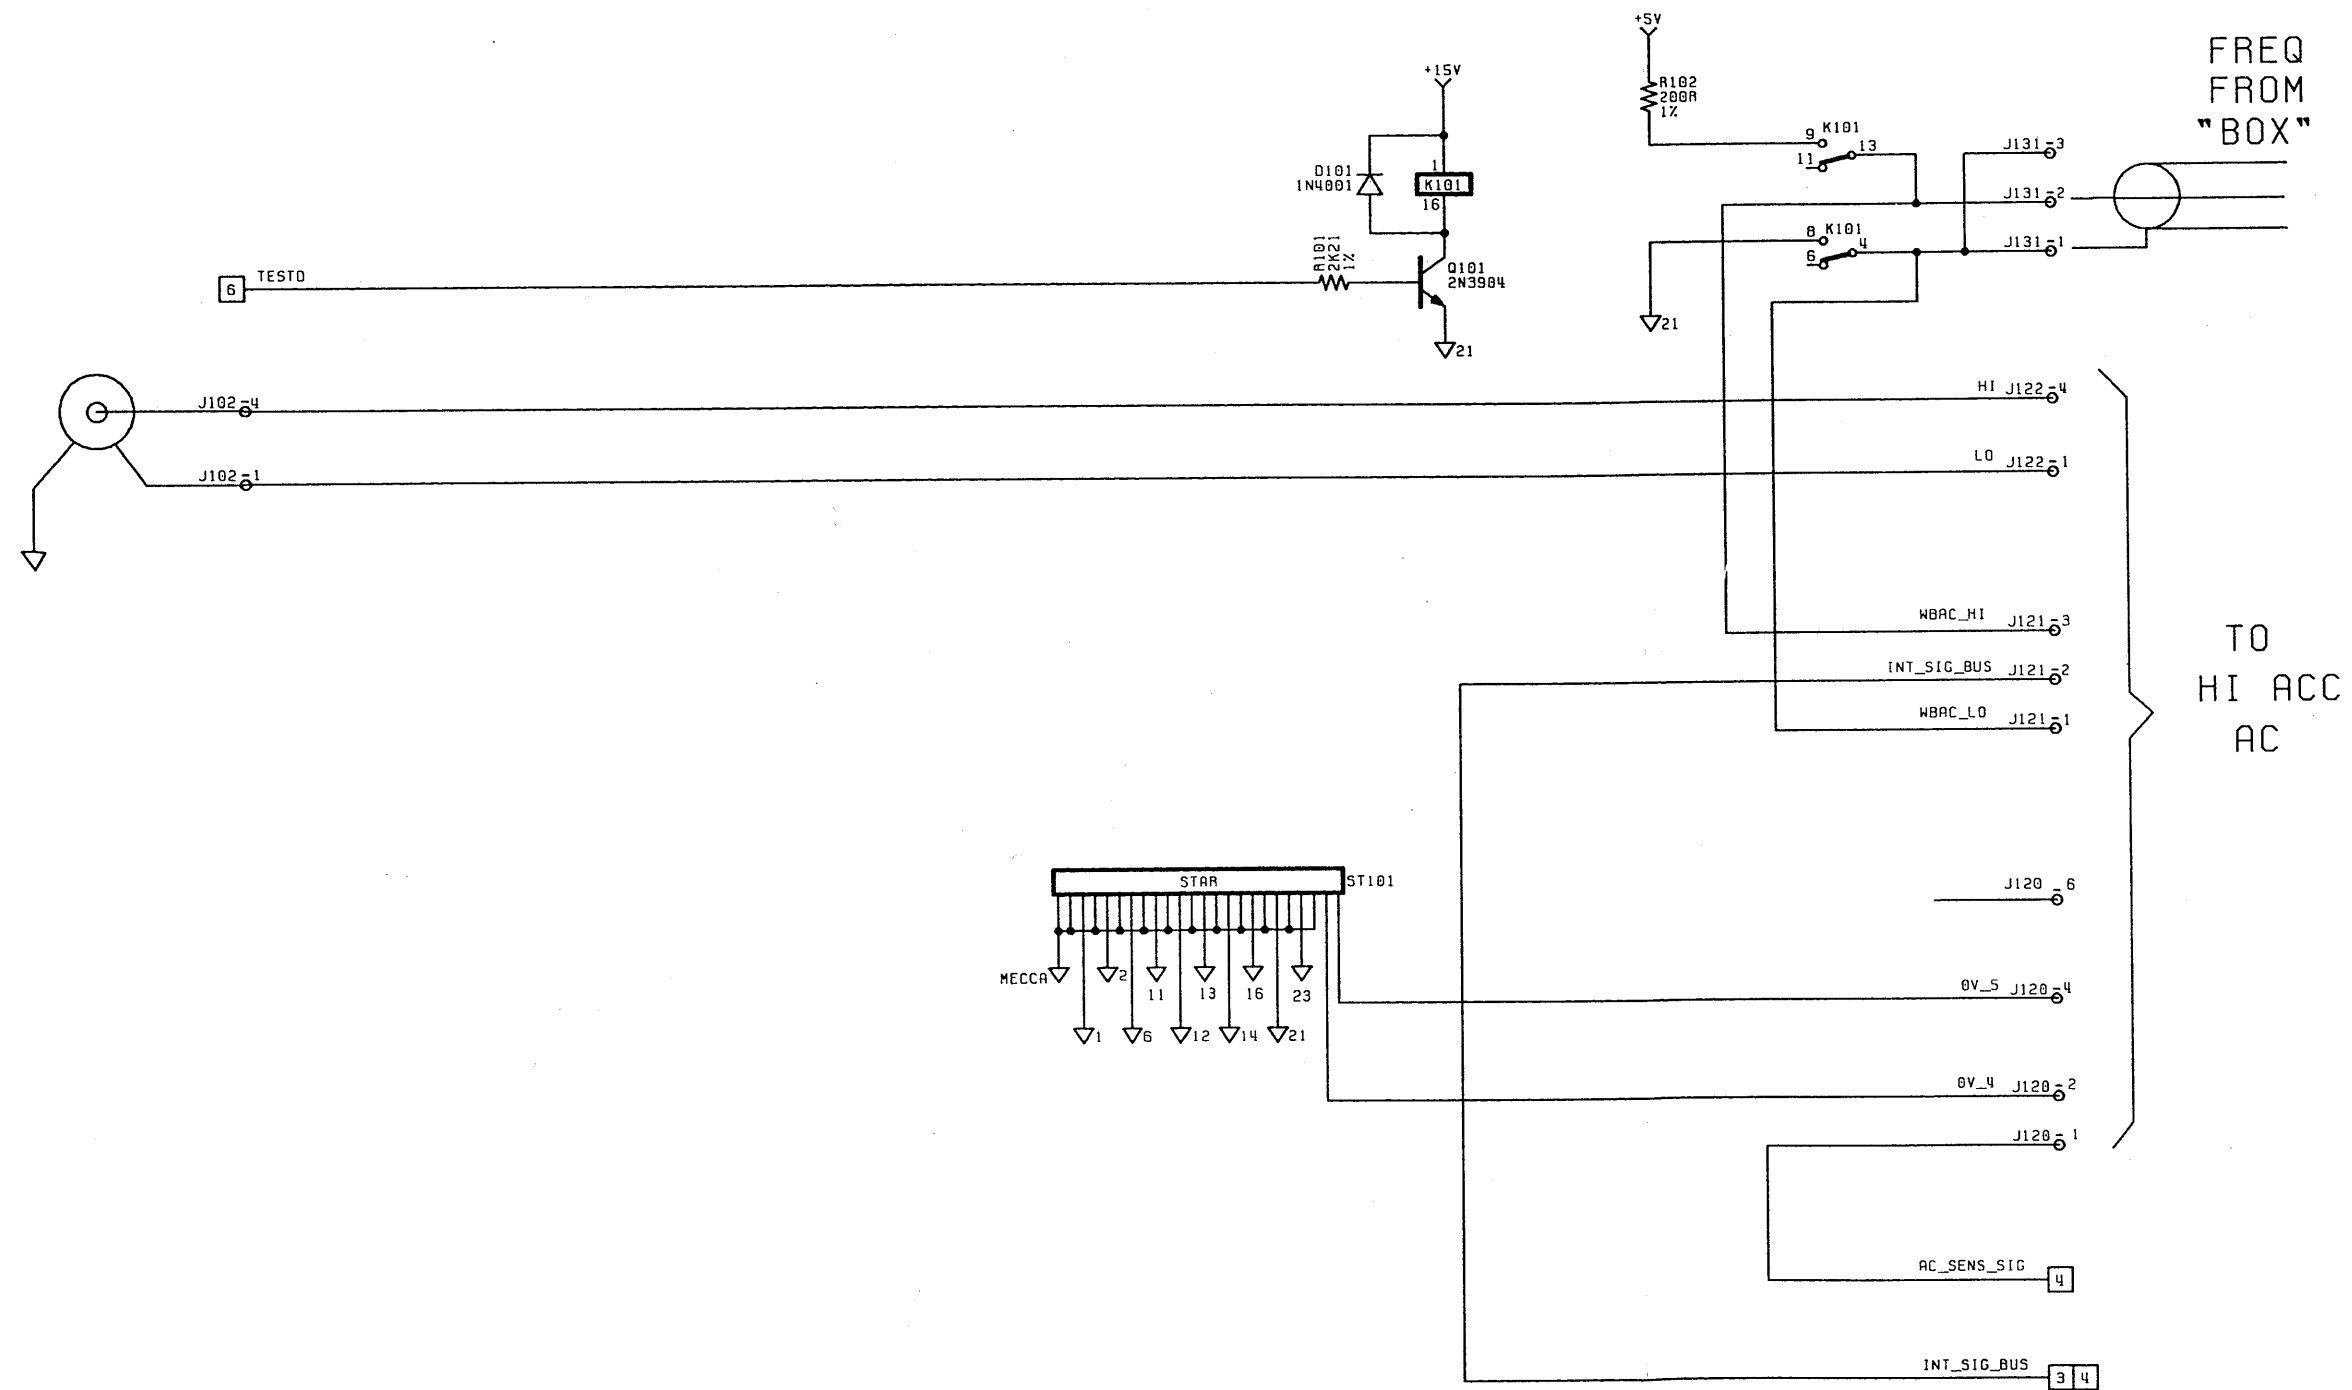 +5V
FREQ
FROM
"BOX"
+15V
R102
200R
1%
9 K101
11 13
J131-3
D101
1N4001
1
K101
16
J131-2
8 K101
6 4
J131-1
R101
2K21
1%
Q101
2N3904
6 TESTD
21
21
HI J122-4
J102-4
LO J122-1
J102-1
WBAC_HI J121-3
TO
HI ACC
AC
INT_SIG_BUS J121-2
WBAC_LO J121-1
STAR ST101
J120-6
MECCA 2
11 13 16 23
0V_5 J120-4
1 6 12 14 21
0V_4 J120-2
J120-1
AC_SENS_SIG 4
INT_SIG_BUS 3 4